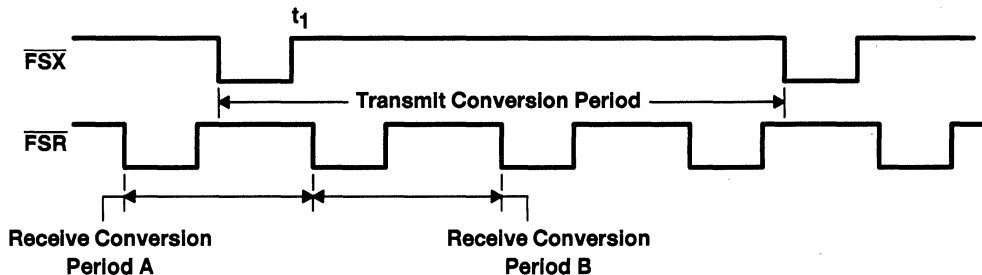 t1
FSX
Transmit Conversion Period
FSR
Receive Conversion
Period A
Receive Conversion
Period B